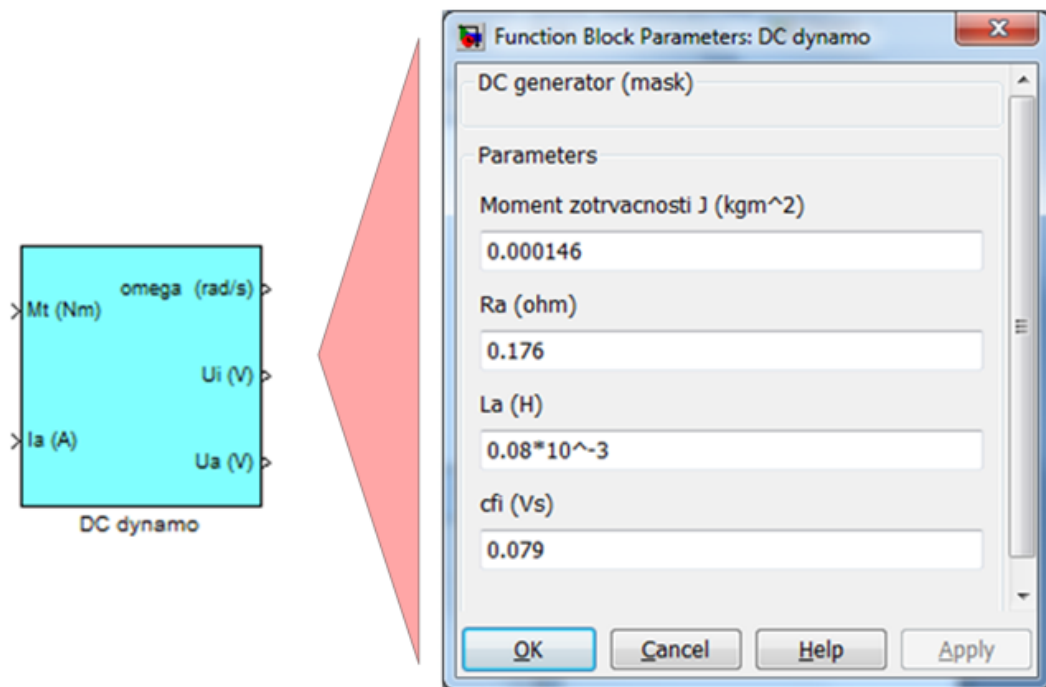 Mt (Nm)
omega (rad/s)
Ui (V)
Ia (A)
Ua (V)
DC dynamo
Function Block Parameters: DC dynamo
DC generator (mask)
Parameters
Moment zotrvacnosti J (kgm^2)
0.000146
Ra (ohm)
0.176
La (H)
0.08*10^-3
cfi (Vs)
0.079
OK
Cancel
Help
Apply